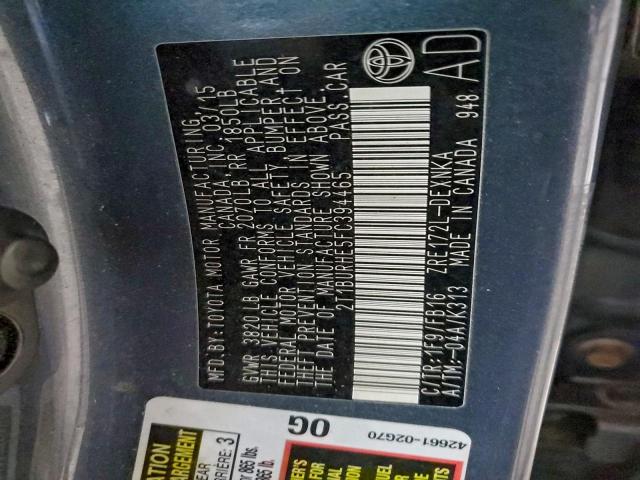 MFD. BY: TOYOTA MOTOR MANUFACTURING,
CANADA, INC. 03/15
GVWR 3820LB GAWR FR 2070LB RR 1850LB
THIS VEHICLE CONFORMS TO ALL APPLICABLE
FEDERAL MOTOR VEHICLE SAFETY, BUMPER, AND
THEFT PREVENTION STANDARDS IN EFFECT ON
THE DATE OF MANUFACTURE SHOWN ABOVE.
2T1BURHE5FC394465 PASS.CAR
C/TR:1F9/FB16 ZRE172L-DEXNKA
A/TM:-04A/K313 MADE IN CANADA 948
AD
OG
42661-02G70
3